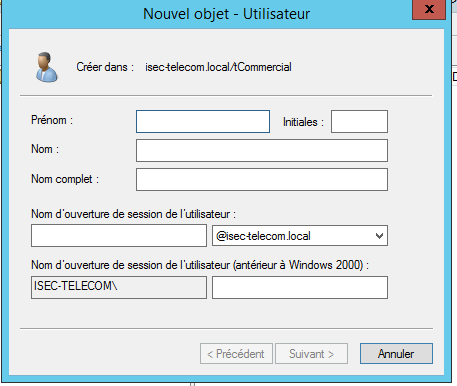 Nouvel objet - Utilisateur
x
Créer dans : isec-telecom.local/tCommercial
Prénom : Initiales :
Nom :
Nom complet :
Nom d'ouverture de session de l'utilisateur :
@isec-telecom.local
Nom d'ouverture de session de l'utilisateur (antérieur à Windows 2000) :
ISEC-TELECOM\
< Précédent Suivant > Annuler